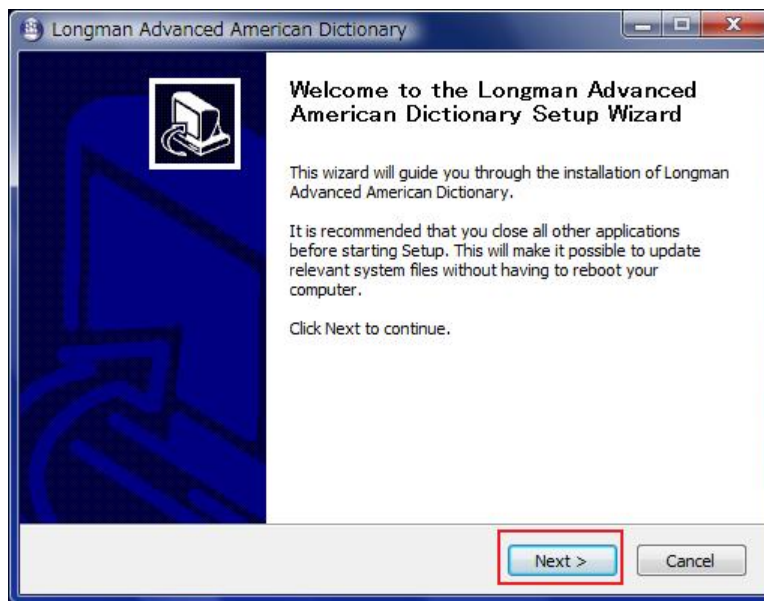 Longman Advanced American Dictionary
Welcome to the Longman Advanced
American Dictionary Setup Wizard
This wizard will guide you through the installation of Longman
Advanced American Dictionary.
It is recommended that you close all other applications
before starting Setup. This will make it possible to update
relevant system files without having to reboot your
computer.
Click Next to continue.
Next >
Cancel